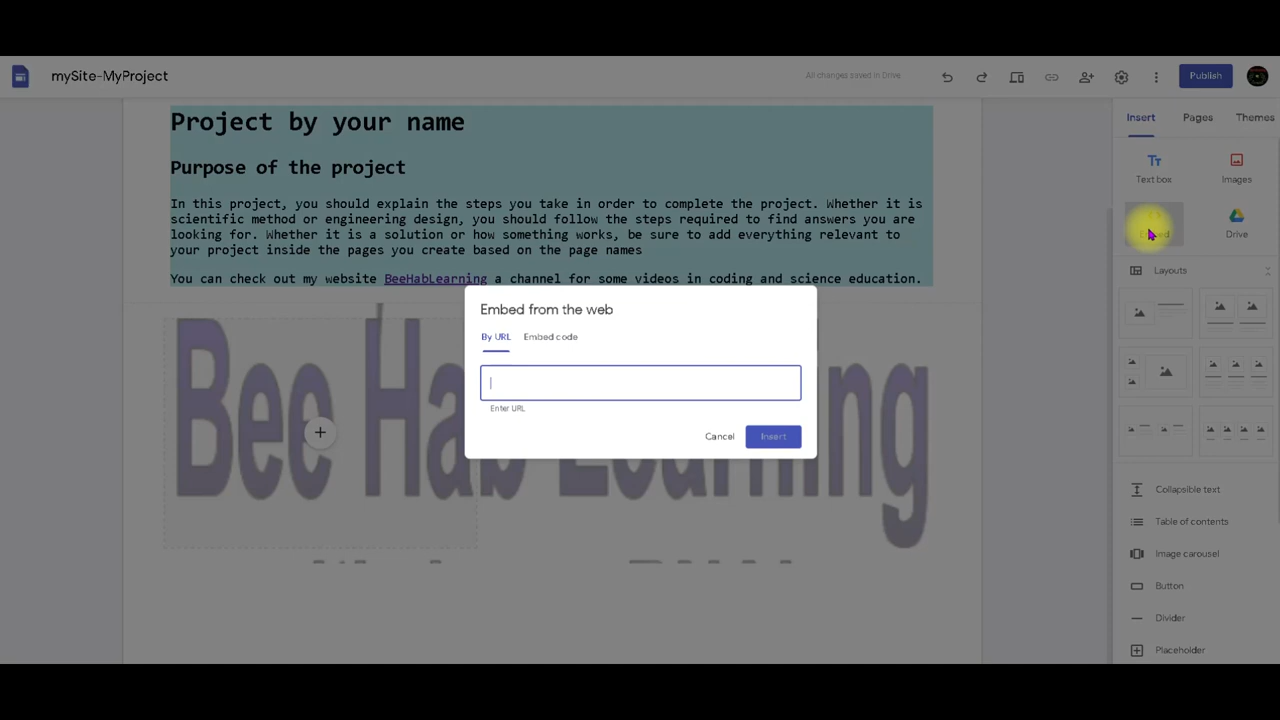 mySite-MyProject
All changes saved in Drive
Publish
Project by your name
Purpose of the project
In this project, you should explain the steps you take in order to complete the project. Whether it is
scientific method or engineering design, you should follow the steps required to find answers you are
looking for. Whether it is a solution or how something works, be sure to add everything relevant to
your project inside the pages you create based on the page names
You can check out my website BeeHabLearning a channel for some videos in coding and science education.
Bee Hab Learning
Embed from the web
By URL
Embed code
Enter URL
Cancel
Insert
Insert
Pages
Themes
Text box
Images
Embed
Drive
Layouts
Collapsible text
Table of contents
Image carousel
Button
Divider
Placeholder